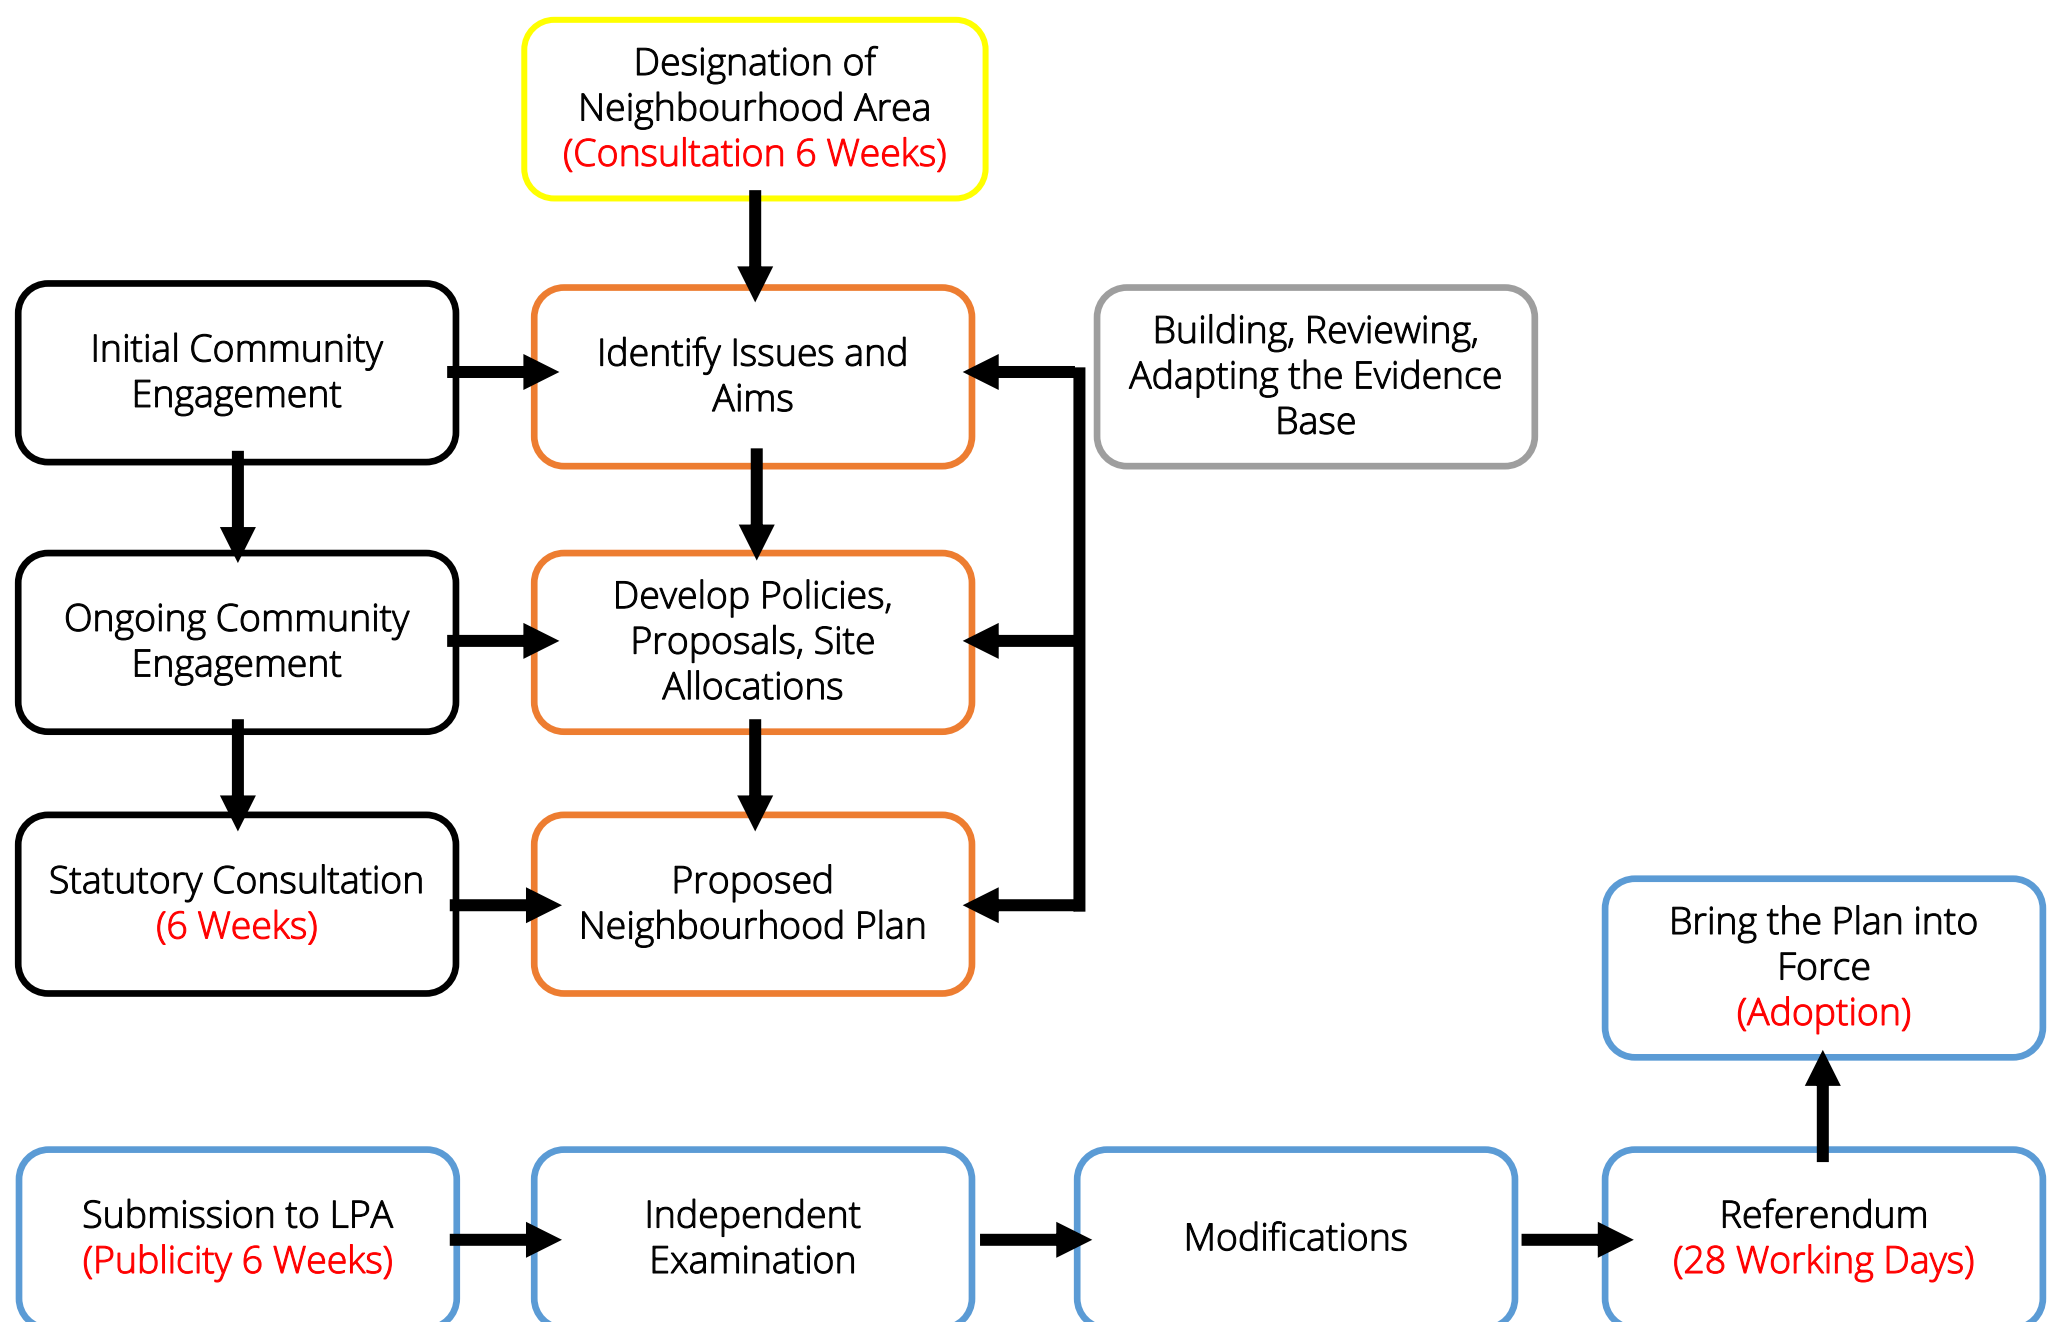 Designation of
Neighbourhood Area
(Consultation 6 Weeks)
Initial Community
Engagement
Identify Issues and
Aims
Building, Reviewing,
Adapting the Evidence
Base
Ongoing Community
Engagement
Develop Policies,
Proposals, Site
Allocations
Statutory Consultation
(6 Weeks)
Proposed
Neighbourhood Plan
Bring the Plan into
Force
(Adoption)
Submission to LPA
(Publicity 6 Weeks)
Independent
Examination
Modifications
Referendum
(28 Working Days)